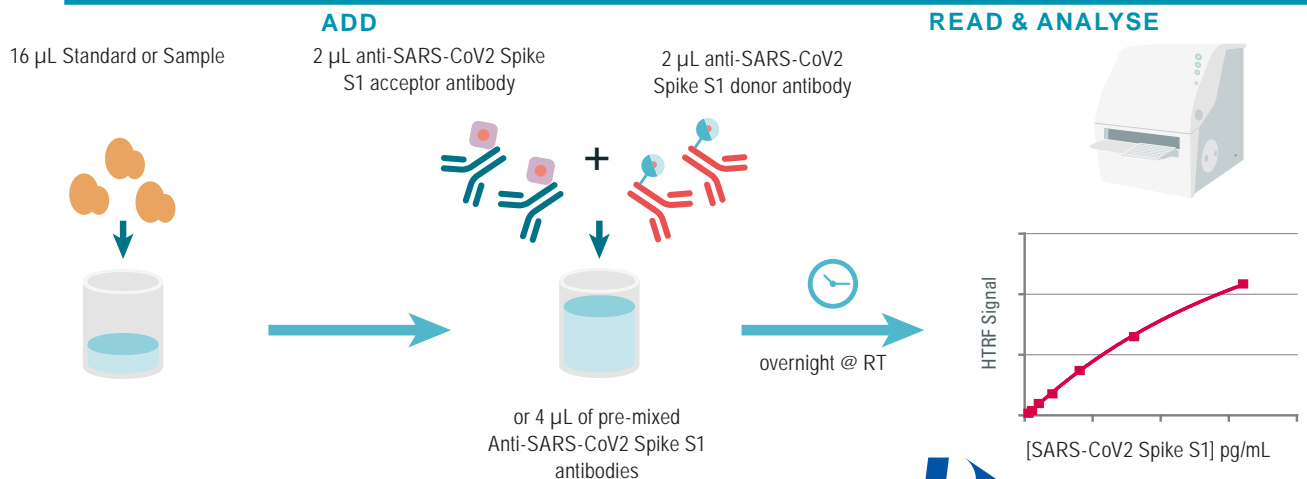 ADD
READ & ANALYSE
16 µL Standard or Sample
2 µL anti-SARS-CoV2 Spike
S1 acceptor antibody
2 µL anti-SARS-CoV2
Spike S1 donor antibody
+
overnight @ RT
or 4 µL of pre-mixed
Anti-SARS-CoV2 Spike S1
antibodies
HTRF Signal
[SARS-CoV2 Spike S1] pg/mL